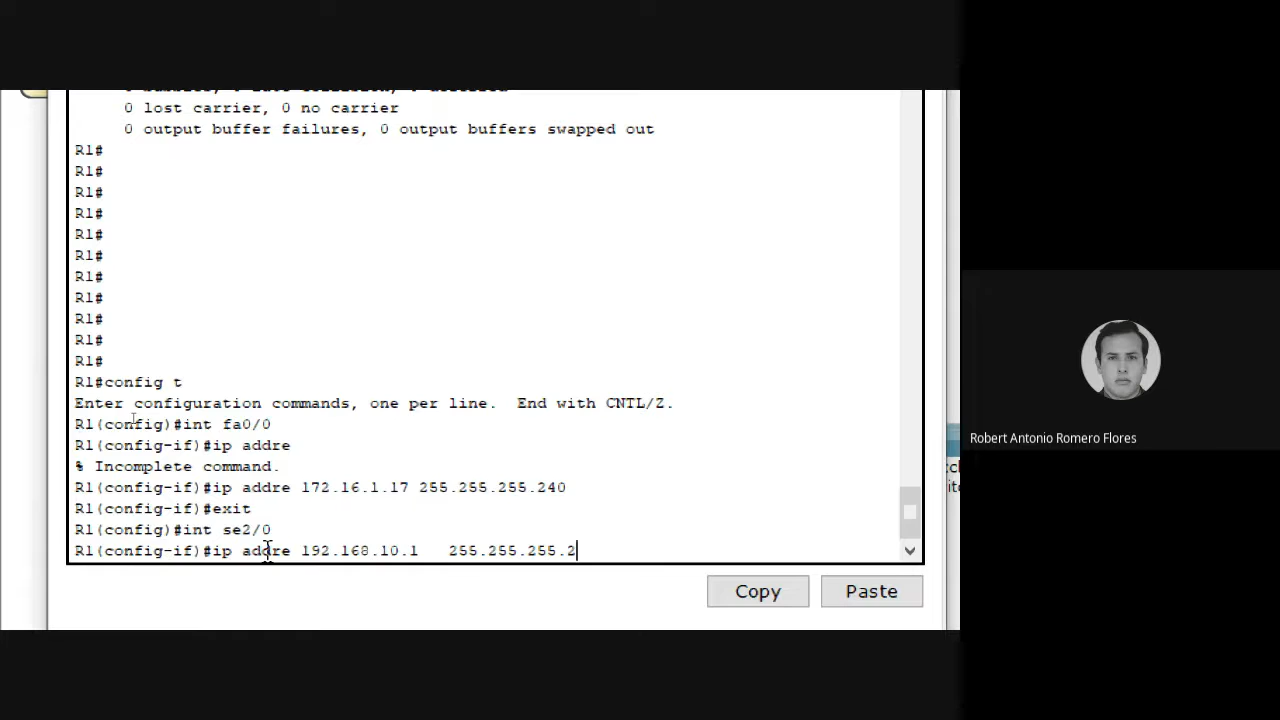 0 lost carrier, 0 no carrier
0 output buffer failures, 0 output buffers swapped out
R1#
R1#
R1#
R1#
R1#
R1#
R1#
R1#
R1#
R1#
R1#
R1#config t
Enter configuration commands, one per line.  End with CNTL/Z.
R1(config)#int fa0/0
R1(config-if)#ip addre
% Incomplete command.
R1(config-if)#ip addre 172.16.1.17 255.255.255.240
R1(config-if)#exit
R1(config)#int se2/0
R1(config-if)#ip addre 192.168.10.1   255.255.255.2
Copy
Paste
Robert Antonio Romero Flores